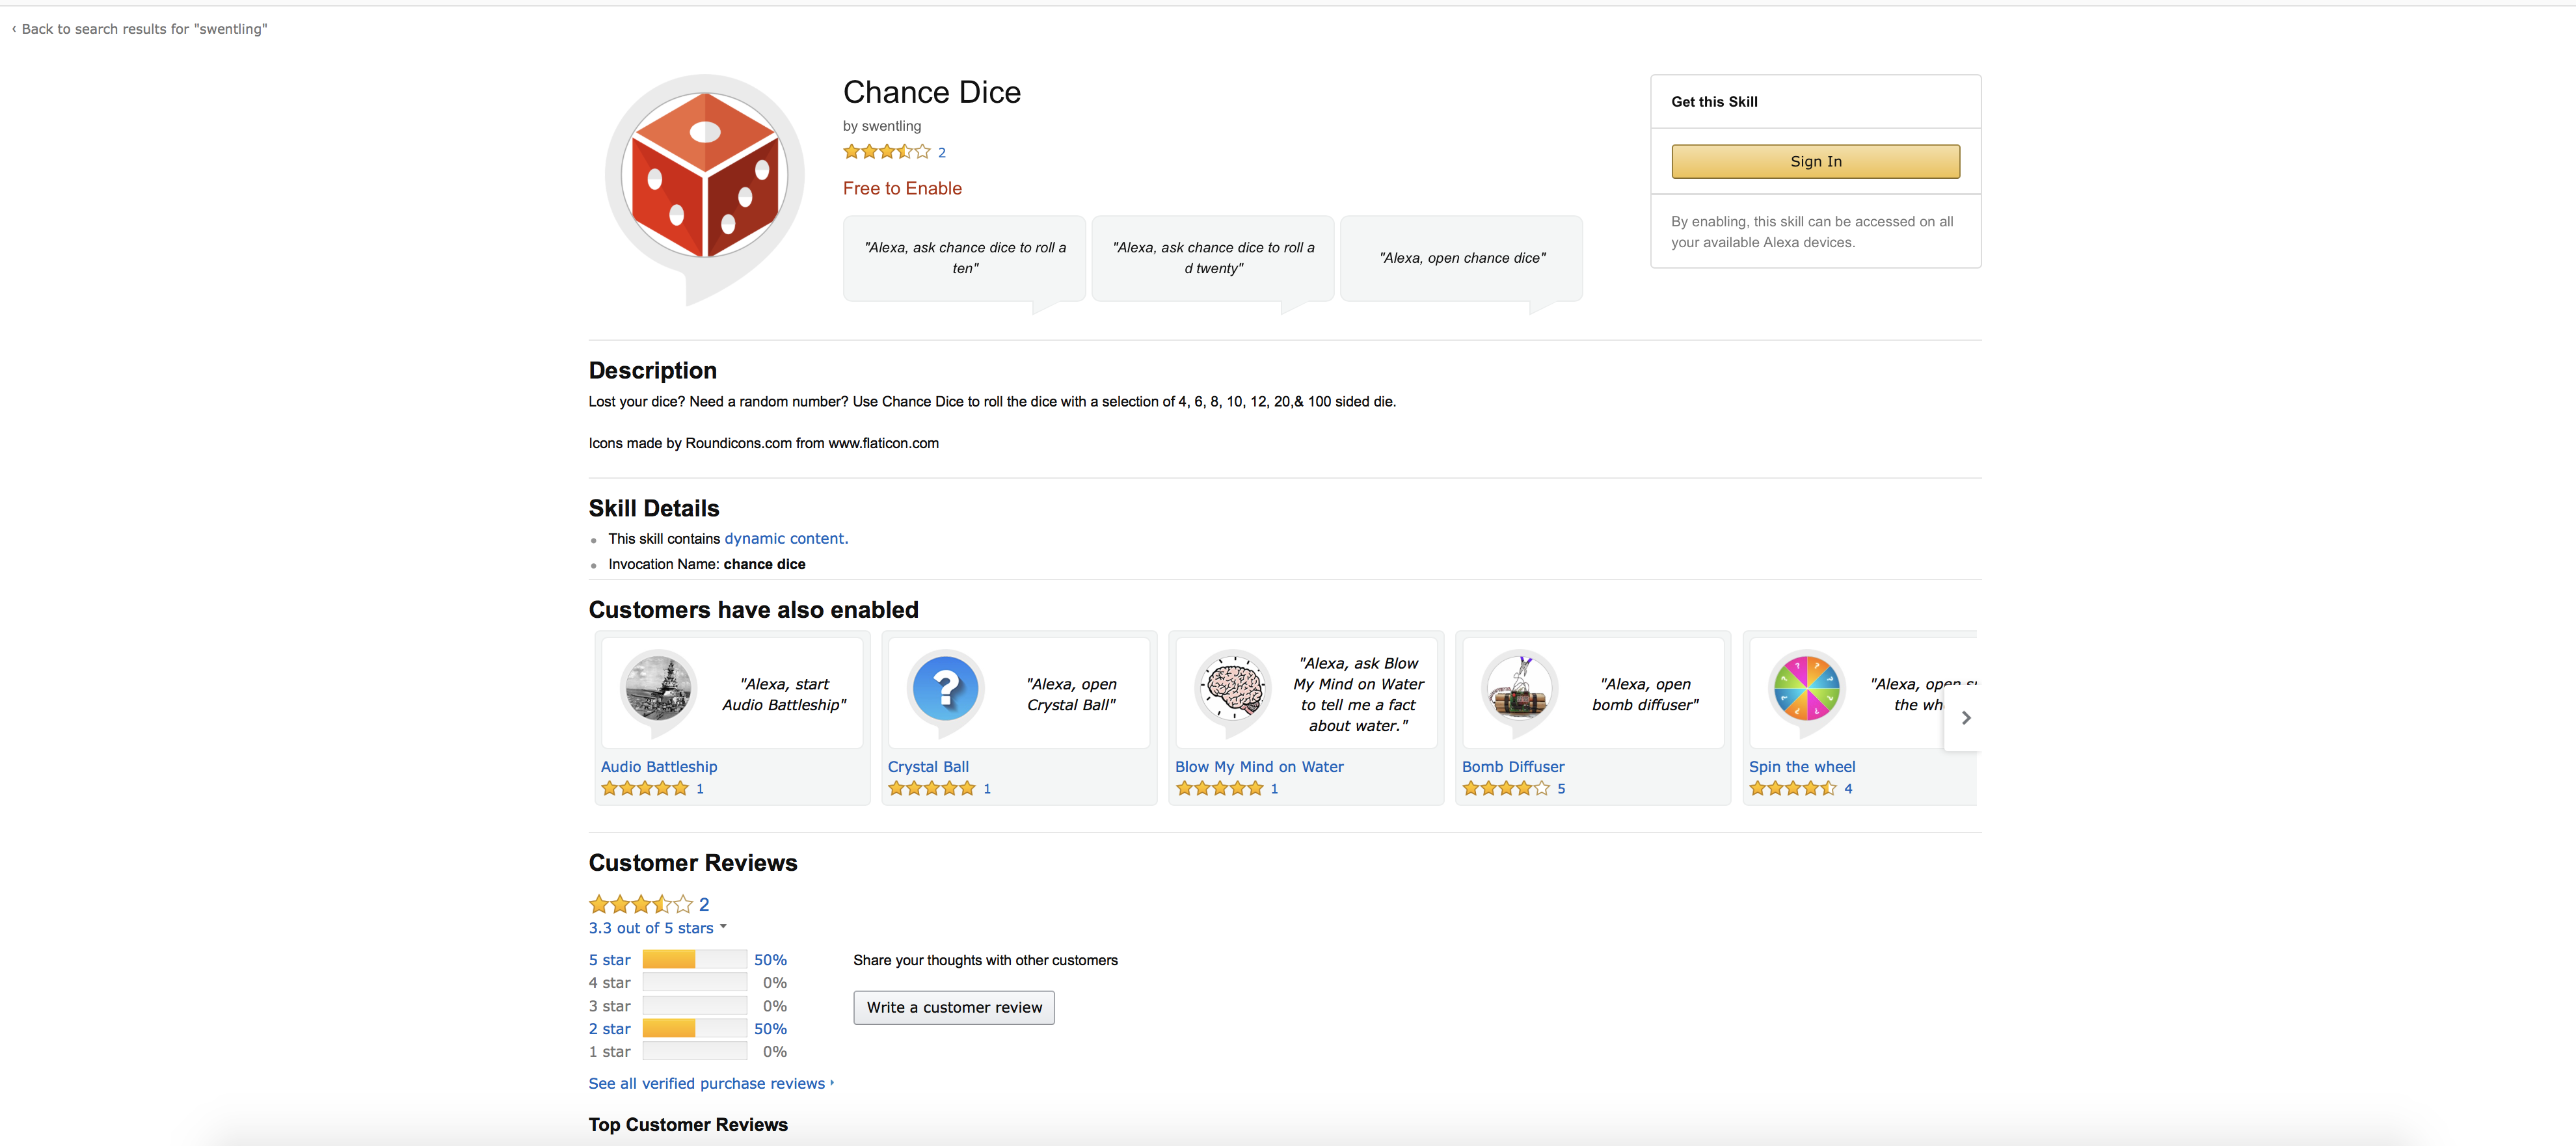 ‹ Back to search results for "swentling"
Chance Dice
by swentling
2
Free to Enable
"Alexa, ask chance dice to roll a
ten"
"Alexa, ask chance dice to roll a
d twenty"
"Alexa, open chance dice"
Get this Skill
Sign In
By enabling, this skill can be accessed on all
your available Alexa devices.
Description
Lost your dice? Need a random number? Use Chance Dice to roll the dice with a selection of 4, 6, 8, 10, 12, 20,& 100 sided die.
Icons made by Roundicons.com from www.flaticon.com
Skill Details
This skill contains dynamic content.
Invocation Name: chance dice
Customers have also enabled
"Alexa, start
Audio Battleship"
Audio Battleship
1
?
"Alexa, open
Crystal Ball"
Crystal Ball
1
"Alexa, ask Blow
My Mind on Water
to tell me a fact
about water."
Blow My Mind on Water
1
"Alexa, open
bomb diffuser"
Bomb Diffuser
5
"Alexa, open
the
Spin the wheel
4
Customer Reviews
2
3.3 out of 5 stars
5 star 50%
4 star 0%
3 star 0%
2 star 50%
1 star 0%
Share your thoughts with other customers
Write a customer review
See all verified purchase reviews ›
Top Customer Reviews